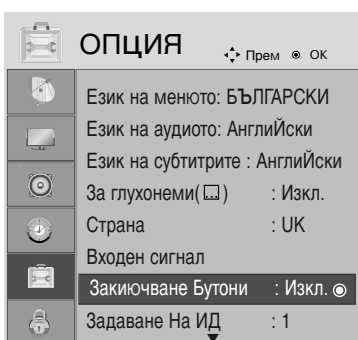 ОПЦИЯ Прем ОК
Език на менюто: БЪЛГАРСКИ
Език на аудиото: АнглиЙски
Език на субтитрите : АнглиЙски
За глухонеми( ) : Изкл.
Страна : UK
Входен сигнал
Закиючване Бутони : Изкл.
Задаване На ИД : 1